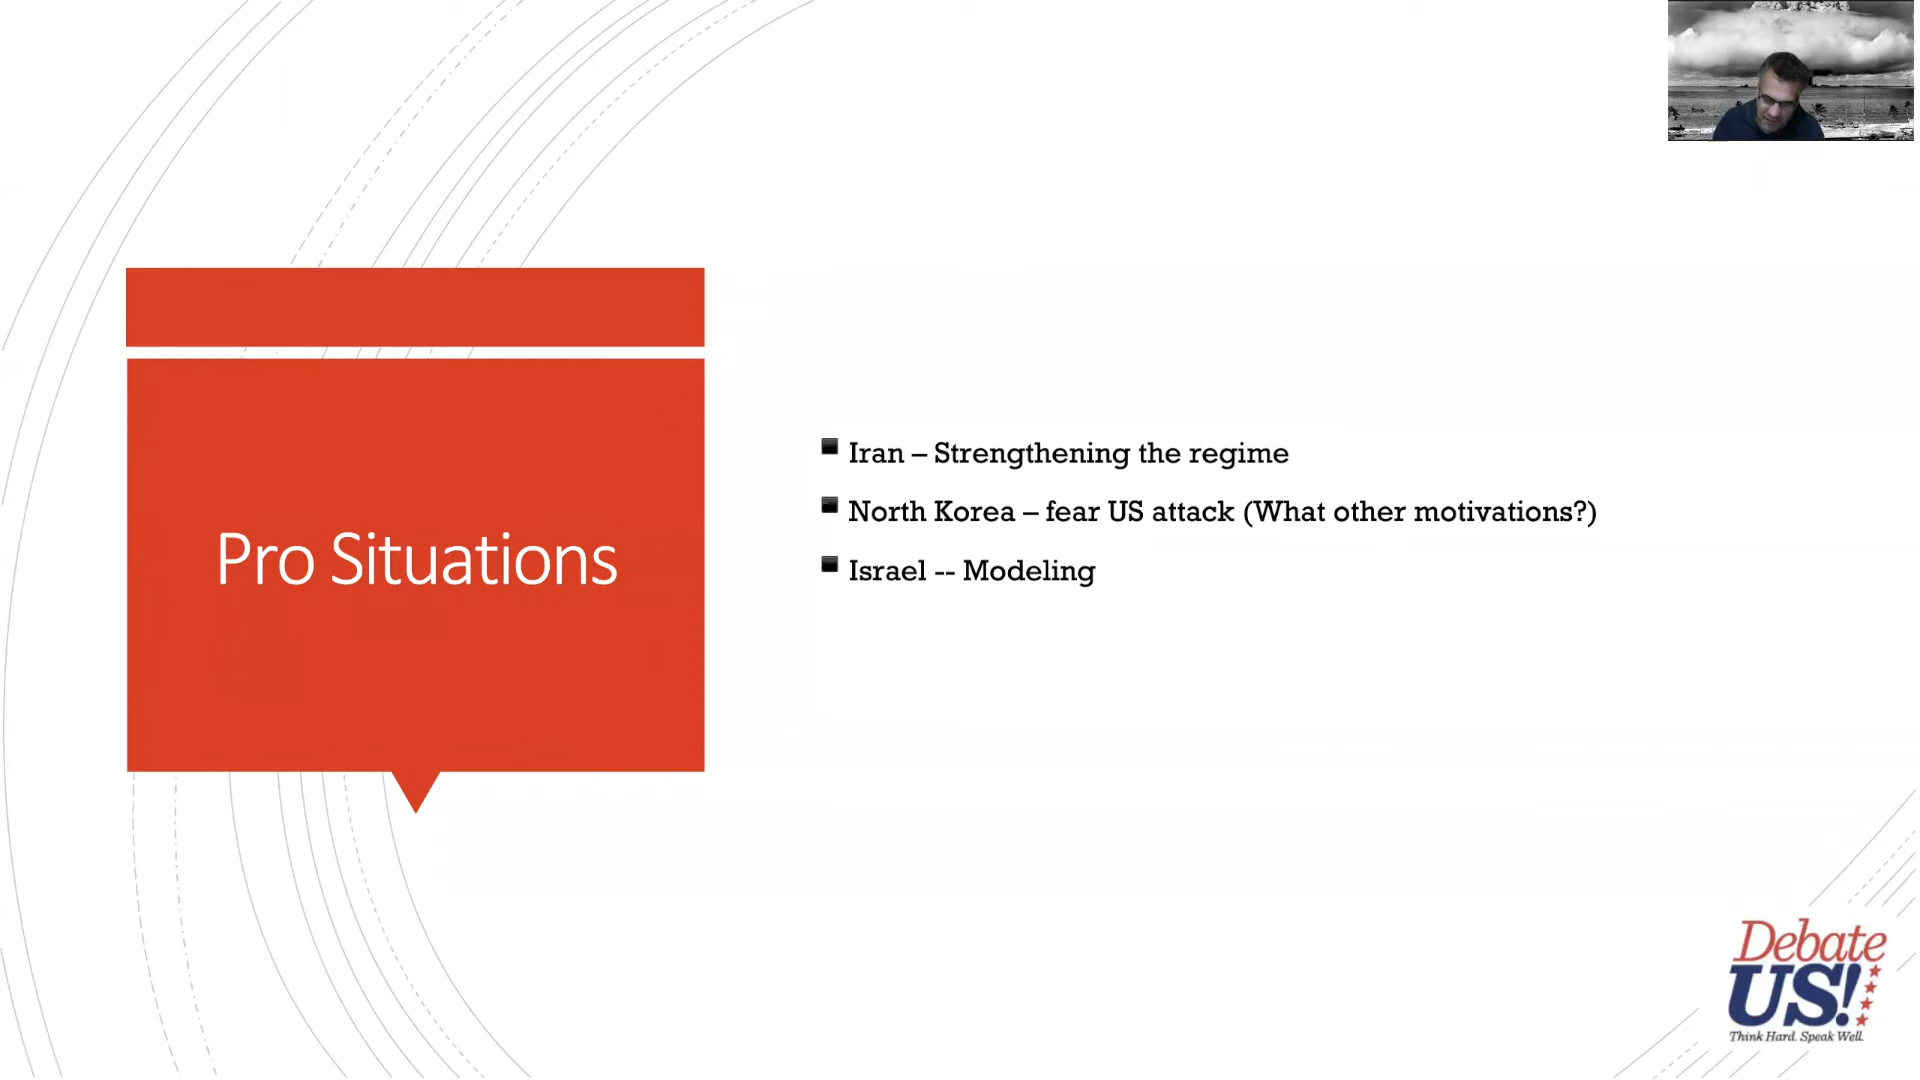 Pro Situations
Iran – Strengthening the regime
North Korea – fear US attack (What other motivations?)
Israel -- Modeling
Debate
US!
Think Hard. Speak Well.